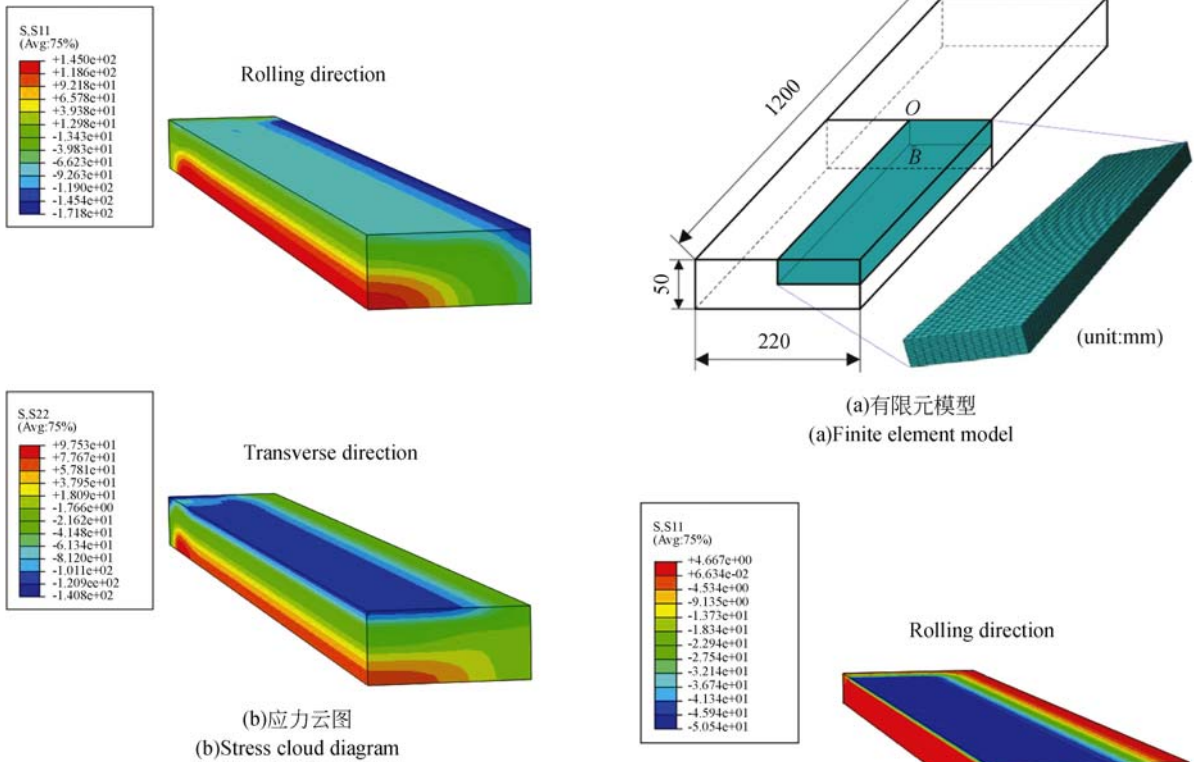 S,S11
(Avg:75%)
+1.450e+02
+1.186e+02
+9.218e+01
+6.578e+01
+3.938e+01
+1.298e+01
-1.343e+01
-3.983e+01
-6.623e+01
-9.263e+01
-1.190e+02
-1.454e+02
-1.718e+02
Rolling direction
S,S22
(Avg:75%)
+9.753e+01
+7.767e+01
+5.781e+01
+3.795e+01
+1.809e+01
-1.766e+00
-2.162e+01
-4.148e+01
-6.134e+01
-8.120e+01
-1.011e+02
-1.209ee+02
-1.408e+02
Transverse direction
(b)应力云图
(b)Stress cloud diagram
1200
O
B
50
220
(unit:mm)
(a)有限元模型
(a)Finite element model
S,S11
(Avg:75%)
+4.667e+00
+6.634e-02
-4.534e+00
-9.135e+00
-1.373e+01
-1.834e+01
-2.294e+01
-2.754e+01
-3.214e+01
-3.674e+01
-4.134e+01
-4.594e+01
-5.054e+01
Rolling direction